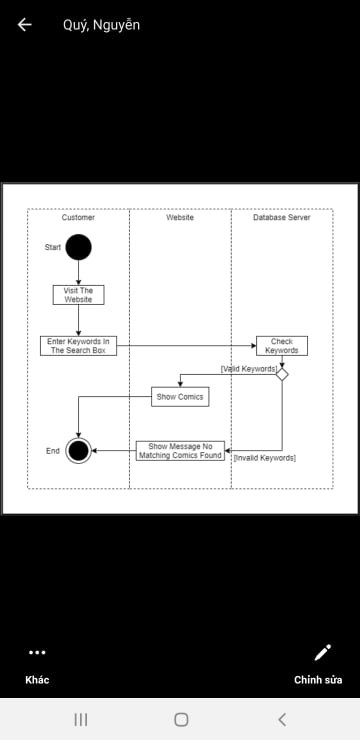 Quý, Nguyễn
Customer
Website
Database Server
Start
Visit The
Website
Enter Keywords In
The Search Box
Check
Keywords
[Valid Keywords]
Show Comics
End
Show Message No
Matching Comics Found
[Invalid Keywords]
Khác
Chỉnh sửa